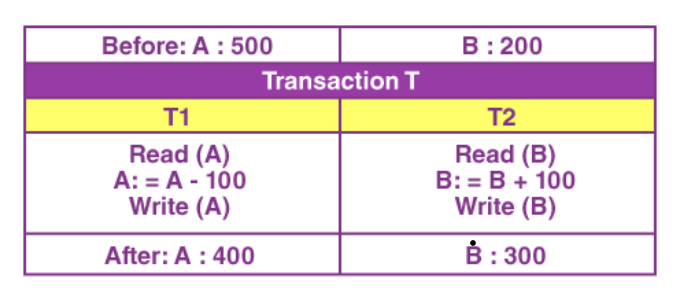 Before: A : 500
B : 200
Transaction T
T1
T2
Read (A)
A: = A - 100
Write (A)
Read (B)
B: = B + 100
Write (B)
After: A : 400
B : 300